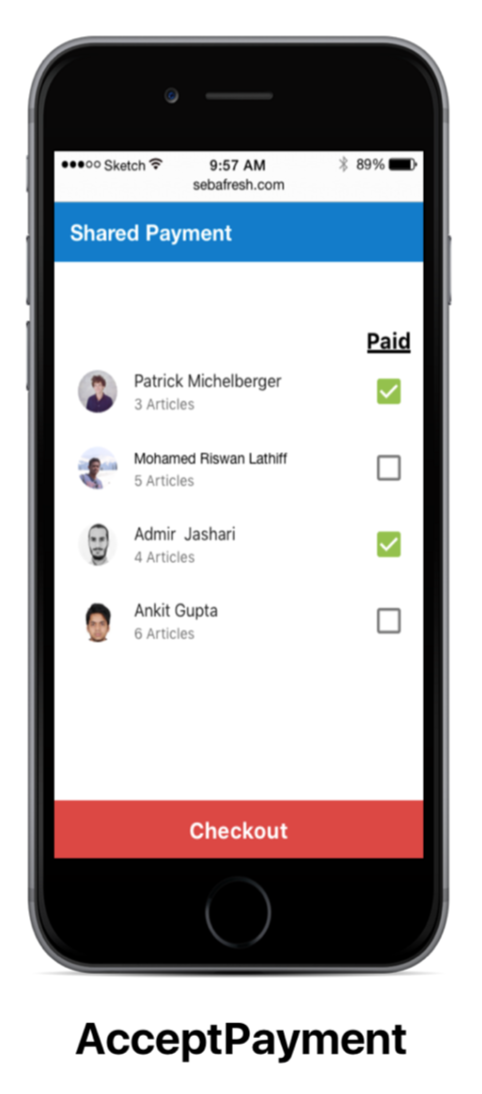 Sketch 9:57 AM 89%
sebafresh.com
Shared Payment
Paid
Patrick Michelberger
3 Articles
Mohamed Riswan Lathiff
5 Articles
Admir Jashari
4 Articles
Ankit Gupta
6 Articles
Checkout
AcceptPayment